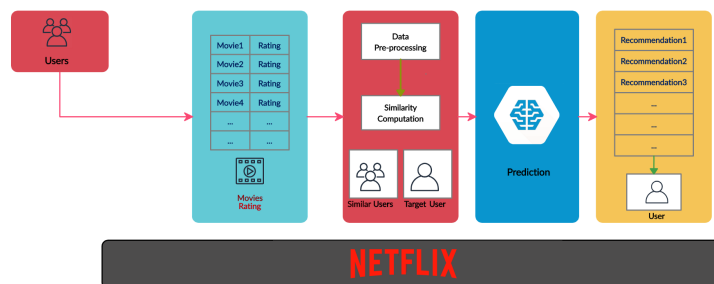 Users
Movie1 Rating
Movie2 Rating
Movie3 Rating
Movie4 Rating
... ...
... ...
Movies
Rating
Data
Pre-processing
Similarity
Computation
Similar Users
Target User
Prediction
Recommendation1
Recommendation2
Recommendation3
...
...
...
User
NETFLIX